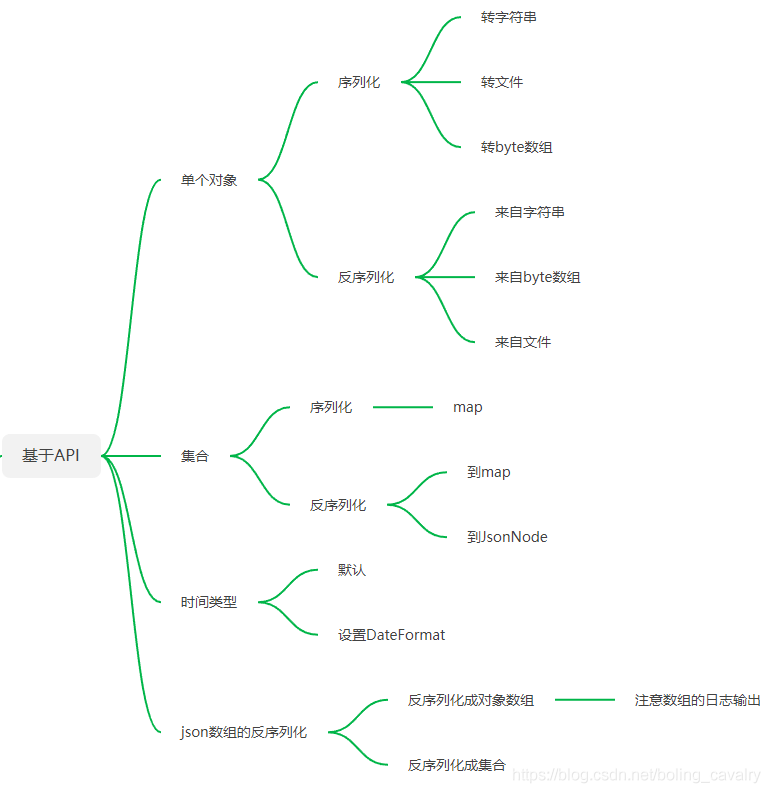 基于API
单个对象
序列化
转字符串
转文件
转byte数组
反序列化
来自字符串
来自byte数组
来自文件
集合
序列化
map
反序列化
到map
到JsonNode
时间类型
默认
设置DateFormat
json数组的反序列化
反序列化成对象数组
注意数组的日志输出
反序列化成集合
https://blog.csdn.net/boling_cavalry